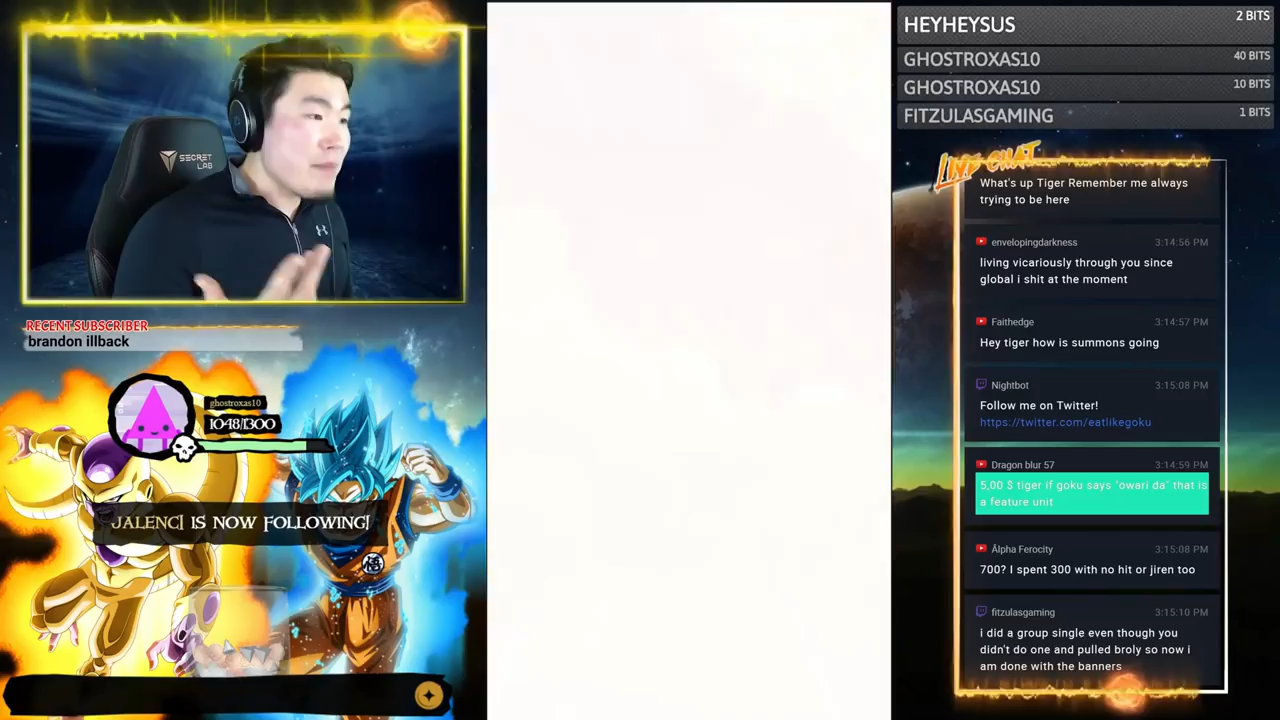 SECRET
LAB
RECENT SUBSCRIBER
brandon illback
ghostroxas10
1048/1300
JALENCI IS NOW FOLLOWING!
悟
HEYHEYSUS 2 BITS
GHOSTROXAS10 40 BITS
GHOSTROXAS10 10 BITS
FITZULASGAMING 1 BITS
LIVE CHAT
What's up Tiger Remember me always
trying to be here
envelopingdarkness 3:14:56 PM
living vicariously through you since
global i shit at the moment
Faithedge 3:14:57 PM
Hey tiger how is summons going
Nightbot 3:15:08 PM
Follow me on Twitter!
https://twitter.com/eatlikegoku
Dragon blur 57 3:14:59 PM
5,00 $ tiger if goku says "owari da" that is
a feature unit
Älpha Ferocity 3:15:08 PM
700? I spent 300 with no hit or jiren too
fitzulasgaming 3:15:10 PM
i did a group single even though you
didn't do one and pulled broly so now i
am done with the banners